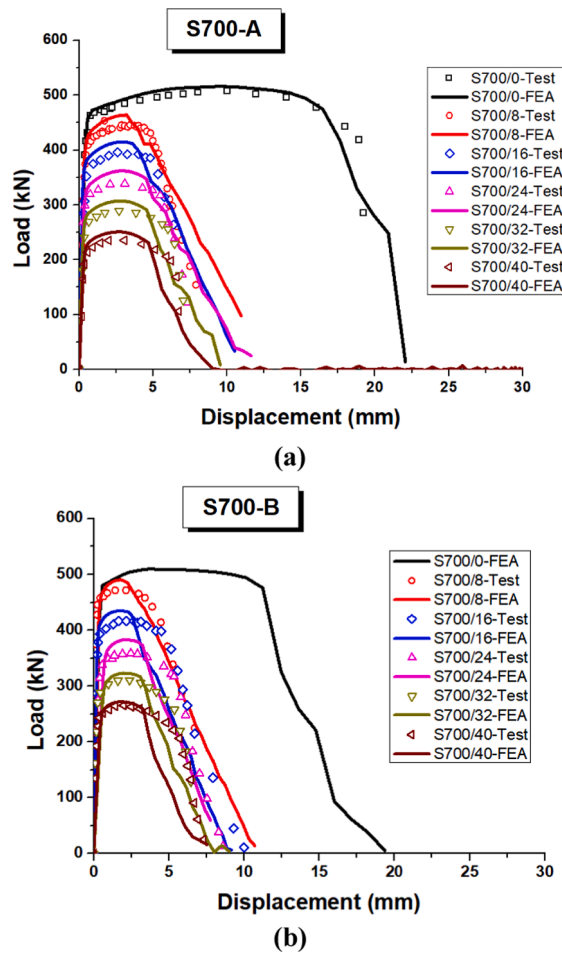 S700-A
600
500
400
300
200
100
0
Load (kN)
0
5
10
15
20
25
30
Displacement (mm)
S700/0-Test
S700/0-FEA
S700/8-Test
S700/8-FEA
S700/16-Test
S700/16-FEA
S700/24-Test
S700/24-FEA
S700/32-Test
S700/32-FEA
S700/40-Test
S700/40-FEA
(a)
S700-B
600
500
400
300
200
100
0
Load (kN)
0
5
10
15
20
25
30
Displacement (mm)
S700/0-FEA
S700/8-Test
S700/8-FEA
S700/16-Test
S700/16-FEA
S700/24-Test
S700/24-FEA
S700/32-Test
S700/32-FEA
S700/40-Test
S700/40-FEA
(b)